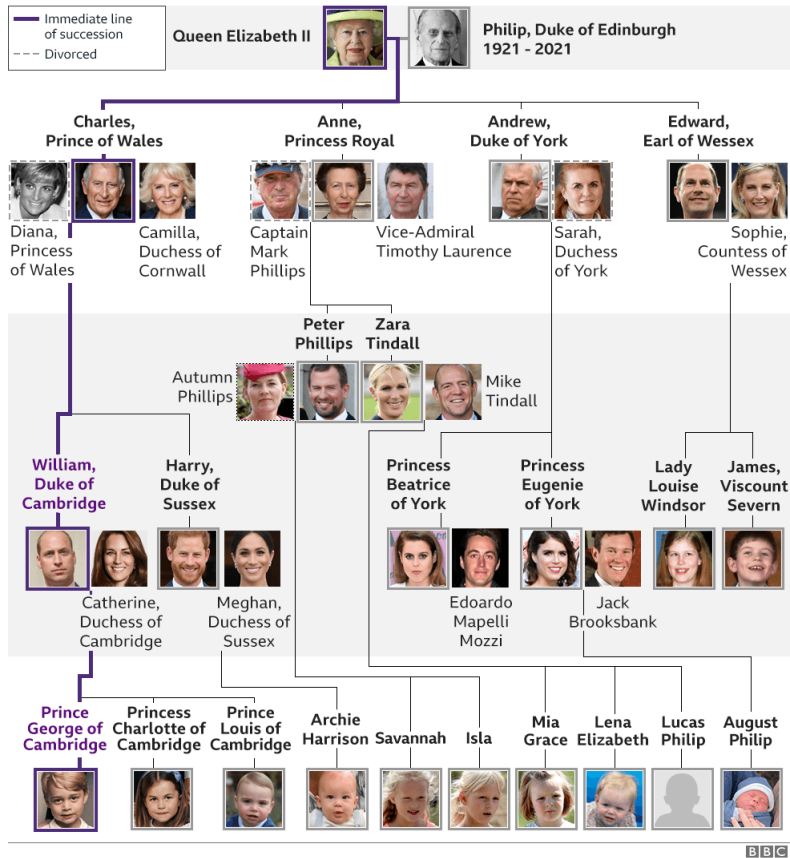 Immediate line
of succession
Divorced
Queen Elizabeth II
Philip, Duke of Edinburgh
1921 - 2021
Charles,
Prince of Wales
Anne,
Princess Royal
Andrew,
Duke of York
Edward,
Earl of Wessex
Diana,
Princess
of Wales
Camilla,
Duchess of
Cornwall
Captain
Mark
Phillips
Vice-Admiral
Timothy Laurence
Sarah,
Duchess
of York
Sophie,
Countess of
Wessex
Peter
Phillips
Zara
Tindall
Autumn
Phillips
Mike
Tindall
William,
Duke of
Cambridge
Harry,
Duke of
Sussex
Princess
Beatrice
of York
Princess
Eugenie
of York
Lady
Louise
Windsor
James,
Viscount
Severn
Catherine,
Duchess of
Cambridge
Meghan,
Duchess of
Sussex
Edoardo
Mapelli
Mozzi
Jack
Brooksbank
Prince
George of
Cambridge
Princess
Charlotte of
Cambridge
Prince
Louis of
Cambridge
Archie
Harrison
Savannah
Isla
Mia
Grace
Lena
Elizabeth
Lucas
Philip
August
Philip
BBC